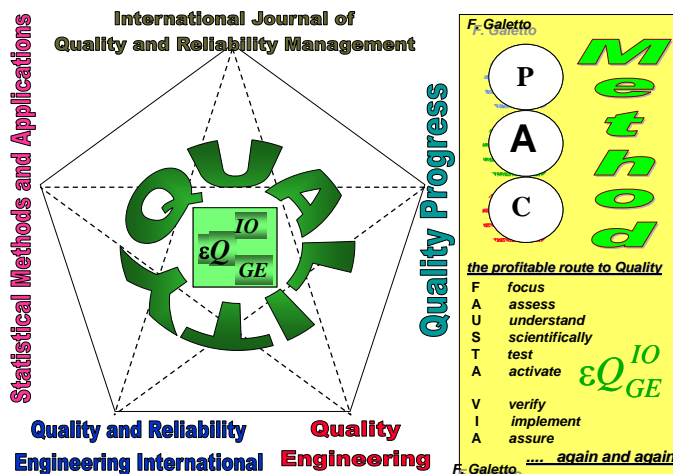 International Journal of
Quality and Reliability Management
Statistical Methods and Applications
Quality Progress
QUALITY
εQ IO GE
Quality and Reliability
Engineering International
Quality
Engineering
F. Galetto
F. Galetto
P
A
C
Method
the profitable route to Quality
F focus
A assess
U understand
S scientifically
T test
A activate
εQ IO GE
V verify
I implement
A assure
.... again and again
F. Galetto